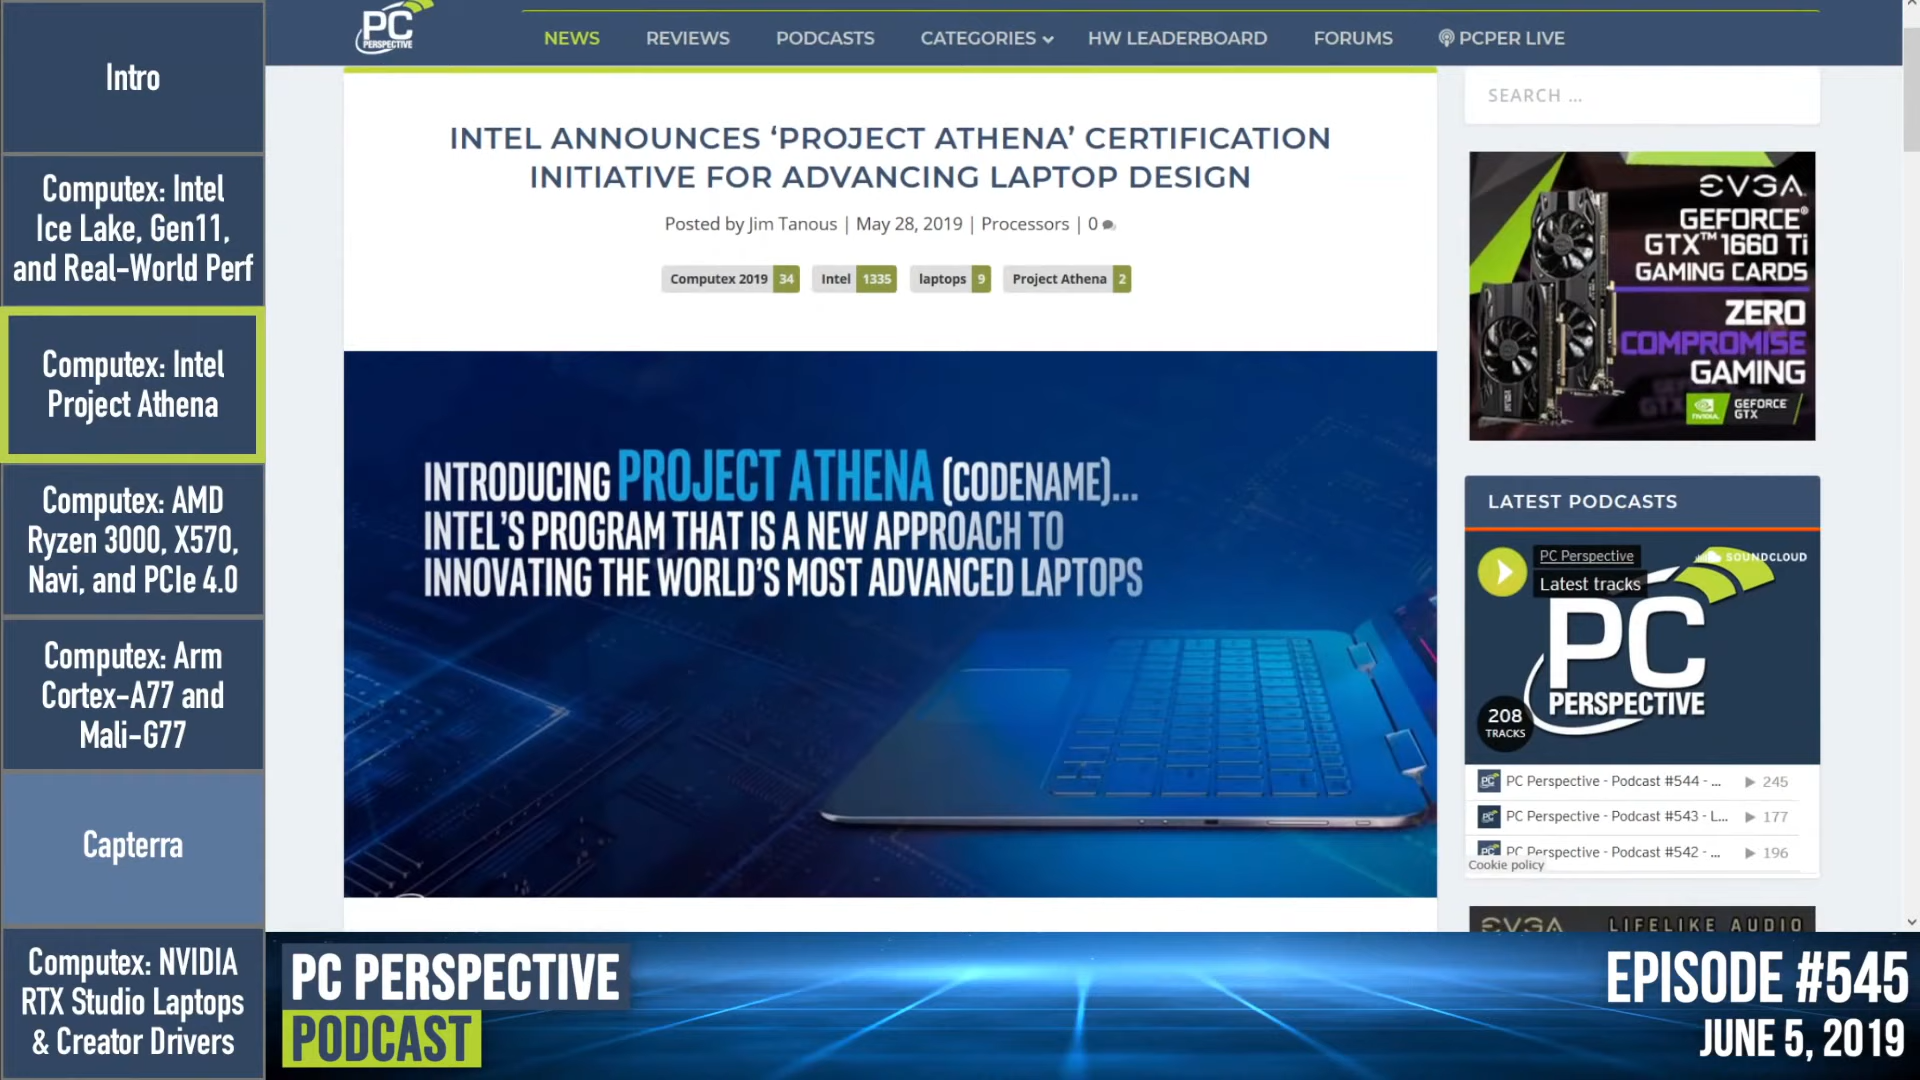 Intro
Computex: Intel
Ice Lake, Gen11,
and Real-World Perf
Computex: Intel
Project Athena
Computex: AMD
Ryzen 3000, X570,
Navi, and PCIe 4.0
Computex: Arm
Cortex-A77 and
Mali-G77
Capterra
Computex: NVIDIA
RTX Studio Laptops
& Creator Drivers
PC
PERSPECTIVE
NEWS
REVIEWS
PODCASTS
CATEGORIES
HW LEADERBOARD
FORUMS
PCPER LIVE
INTEL ANNOUNCES ‘PROJECT ATHENA’ CERTIFICATION
INITIATIVE FOR ADVANCING LAPTOP DESIGN
Posted by Jim Tanous | May 28, 2019 | Processors | 0
Computex 2019 34
Intel 1335
laptops 9
Project Athena 2
INTRODUCING PROJECT ATHENA (CODENAME)...
INTEL'S PROGRAM THAT IS A NEW APPROACH TO
INNOVATING THE WORLD'S MOST ADVANCED LAPTOPS
SEARCH ...
EVGA
GEFORCE®
GTX™ 1660 Ti
GAMING CARDS
ZERO
COMPROMISE
GAMING
NVIDIA
GEFORCE
GTX
LATEST PODCASTS
PC Perspective
SOUNDCLOUD
Latest tracks
PC
PERSPECTIVE
208
TRACKS
PC Perspective - Podcast #544 - ... 245
PC Perspective - Podcast #543 - L... 177
PC Perspective - Podcast #542 - ... 196
Cookie policy
EVGA
LIFELIKE AUDIO
PC PERSPECTIVE
PODCAST
EPISODE #545
JUNE 5, 2019